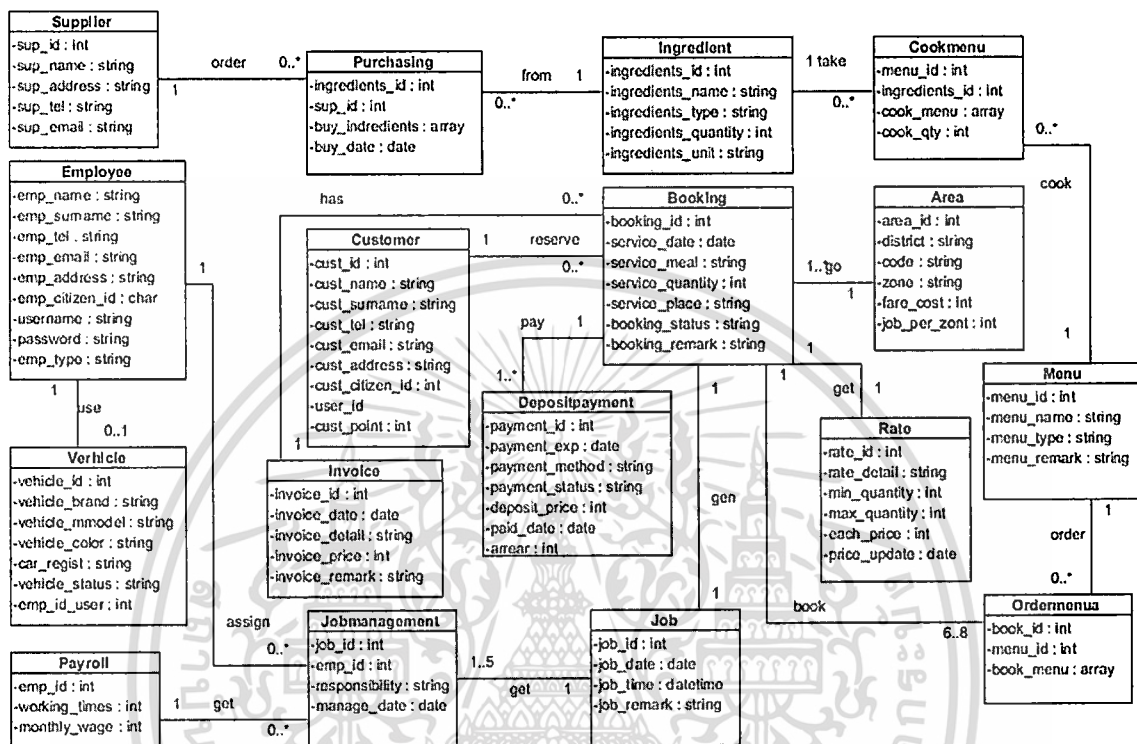 Supplier
-sup_id : int
-sup_name : string
-sup_address : string
-sup_tel : string
-sup_email : string
order
1
0..*
Purchasing
-ingredients_id : int
-sup_id : int
-buy_indredients : array
-buy_date : date
from
0..*
1
Ingredient
-ingredients_id : int
-ingredients_name : string
-ingredients_type : string
-ingredients_quantity : int
-ingredients_unit : string
1 take
0..*
Cookmenu
-menu_id : int
-ingredients_id : int
-cook_menu : array
-cook_qty : int
0..*
cook
1
Employee
-emp_name : string
-emp_surname : string
-emp_tel : string
-emp_email : string
-emp_address : string
-emp_citizen_id : char
-username : string
-password : string
-emp_type : string
1
1
use
0..1
has
0..*
1
Customer
-cust_id : int
-cust_name : string
-cust_surname : string
-cust_tel : string
-cust_email : string
-cust_address : string
-cust_citizen_id : int
-user_id
-cust_point : int
1
reserve
0..*
Booking
-booking_id : int
-service_date : date
-service_meal : string
-service_quantity : int
-service_place : string
-booking_status : string
-booking_remark : string
1..*
go
1
Area
-area_id : int
-district : string
-code : string
-zone : string
-fare_cost : int
-job_per_zont : int
pay
1
1..*
Depositpayment
-payment_id : int
-payment_exp : date
-payment_method : string
-payment_status : string
-deposit_price : int
-paid_date : date
-arrear : int
1
gen
1
1
book
6..8
1
get
1
Rate
-rate_id : int
-rate_detail : string
-min_quantity : int
-max_quantity : int
-each_price : int
-price_update : date
Menu
-menu_id : int
-menu_name : string
-menu_type : string
-menu_remark : string
1
order
0..*
Verhicle
-vehicle_id : int
-vehicle_brand : string
-vehicle_mmodel : string
-vehicle_color : string
-car_regist : string
-vehicle_status : string
-emp_id_user : int
Invoice
-invoice_id : int
-invoice_date : date
-invoice_detail : string
-invoice_price : int
-invoice_remark : string
assign
0..*
Jobmanagement
-job_id : int
-emp_id : int
-responsibility : string
-manage_date : date
1..5
get
1
Job
-job_id : int
-job_date : date
-job_time : datetime
-job_remark : string
Ordermenua
-book_id : int
-menu_id : int
-book_menu : array
Payroll
-emp_id : int
-working_times : int
-monthly_wage : int
1
get
0..*